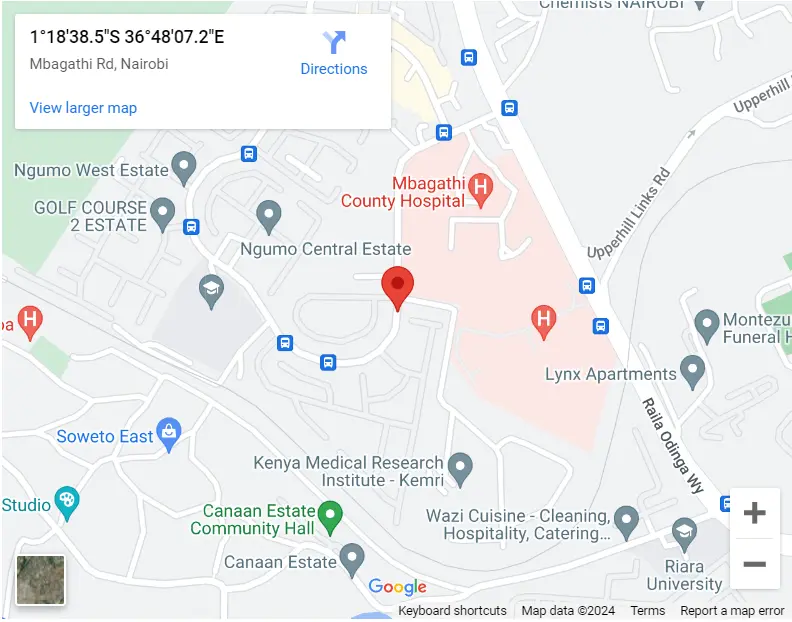 Chemists NAIROBI
1°18'38.5"S 36°48'07.2"E
Mbagathi Rd, Nairobi
Directions
View larger map
Upperhill
Ngumo West Estate
Mbagathi
County Hospital
H
GOLF COURSE
2 ESTATE
Upperhill Links Rd
Ngumo Central Estate
H
H
Funeral H
Lynx Apartments
Raila Odinga Wy
Soweto East
Kenya Medical Research
Institute - Kemri
Studio
Canaan Estate
Community Hall
Wazi Cuisine - Cleaning,
Hospitality, Catering...
Canaan Estate
Riara
University
+
−
Google
Keyboard shortcuts
Map data ©2024
Terms
Report a map error